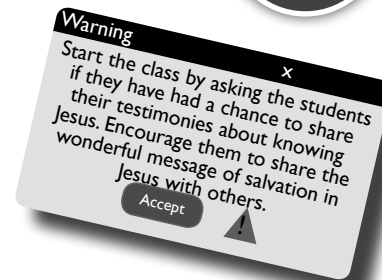 Warning
x
Start the class by asking the students
if they have had a chance to share
their testimonies about knowing
Jesus. Encourage them to share the
wonderful message of salvation in
Jesus with others.
Accept
!